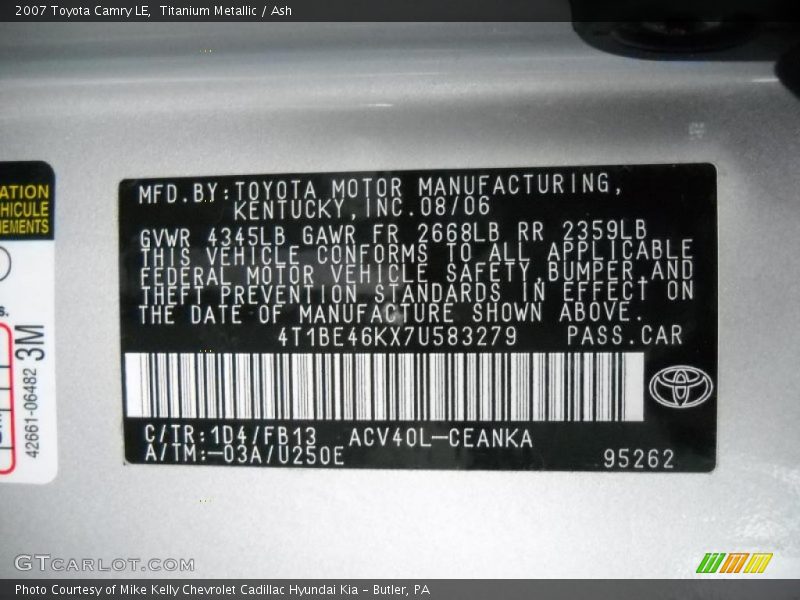 2007 Toyota Camry LE, Titanium Metallic / Ash
ATION
HICULE
EMENTS
3M
42661-06482
MFD.BY:TOYOTA MOTOR MANUFACTURING,
KENTUCKY,INC.08/06
GVWR 4345LB GAWR FR 2668LB RR 2359LB
THIS VEHICLE CONFORMS TO ALL APPLICABLE
FEDERAL MOTOR VEHICLE SAFETY,BUMPER,AND
THEFT PREVENTION STANDARDS IN EFFECT ON
THE DATE OF MANUFACTURE SHOWN ABOVE.
4T1BE46KX7U583279 PASS.CAR
C/TR:1D4/FB13 ACV40L-CEANKA
A/TM:-03A/U250E
95262
GTCARLOT.COM
Photo Courtesy of Mike Kelly Chevrolet Cadillac Hyundai Kia – Butler, PA